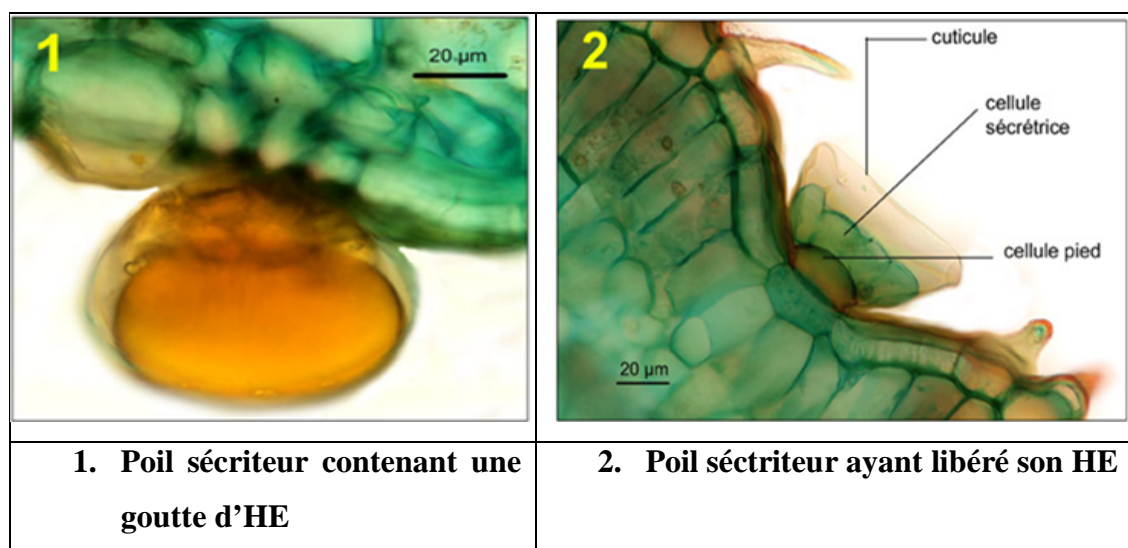 1
20 µm
2
cuticule
cellule
sécrétrice
cellule pied
20 µm
1. Poil sécriteur contenant une
goutte d'HE
2. Poil séctriteur ayant libéré son HE